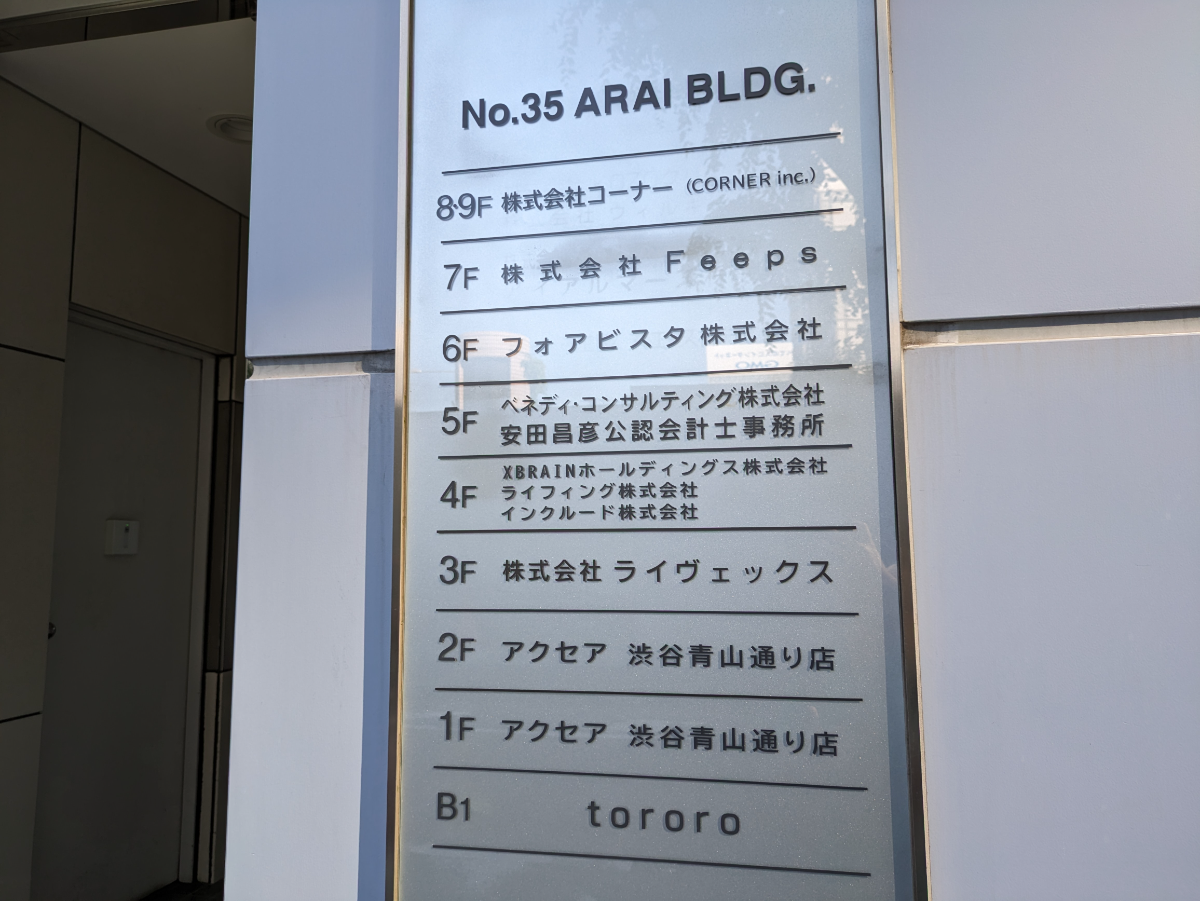 No.35 ARAI BLDG.
8・9F 株式会社コーナー (CORNER inc.)
7F 株式会社 Feeps
6F フォアビスタ 株式会社
5F ベネディ・コンサルティング株式会社
安田昌彦公認会計士事務所
4F XBRAINホールディングス株式会社
ライフィング株式会社
インクルード株式会社
3F 株式会社 ライヴェックス
2F アクセア 渋谷青山通り店
1F アクセア 渋谷青山通り店
B1 tororo